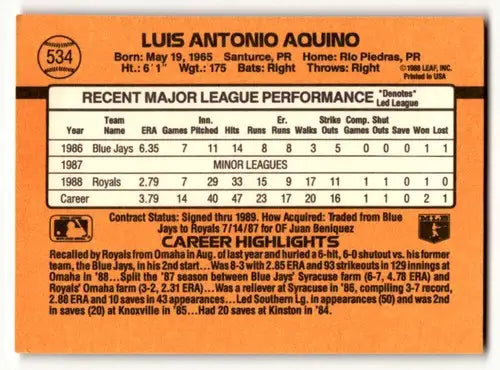 534
LUIS ANTONIO AQUINO
Born: May 19, 1965 Santurce, PR Home: Rio Piedras, PR
Ht.: 6'1" Wgt.: 175 Bats: Right Throws: Right
©1988 LEAF, INC.
Printed in USA
RECENT MAJOR LEAGUE PERFORMANCE *Denotes* Led League
Year Team Name ERA Games Inn. Pitched Hits Runs Er. Runs Walks Strike Outs Comp. Games Shut Outs Save Won Lost
1986 Blue Jays 6.35 7 11 14 8 8 3 5 0 0 0 1 1
1987 MINOR LEAGUES
1988 Royals 2.79 7 29 33 15 9 17 11 1 1 0 1 0
Career 3.79 14 40 47 23 17 20 16 1 1 0 2 1
Contract Status: Signed thru 1989. How Acquired: Traded from Blue
Jays to Royals 7/14/87 for OF Juan Beniquez
MLB
CAREER HIGHLIGHTS
Recalled by Royals from Omaha in Aug. of last year and hurled a 6-hit, 6-0 shutout vs. his former
team, the Blue Jays, in his 2nd start...Was 8-3 with 2.85 ERA and 93 strikeouts in 129 innings
at Omaha in '88...Split '87 season between Blue Jays' Syracuse farm (6-7, 4.78 ERA) and
Royals' Omaha farm (3-2, 2.31 ERA)...Was a reliever at Syracuse in '86, compiling 3-7 record,
2.88 ERA and 10 saves in 43 appearances...Led Southern Lg. in appearances (50) and was 2nd
in saves (20) at Knoxville in '85...Had 20 saves at Kinston in '84.